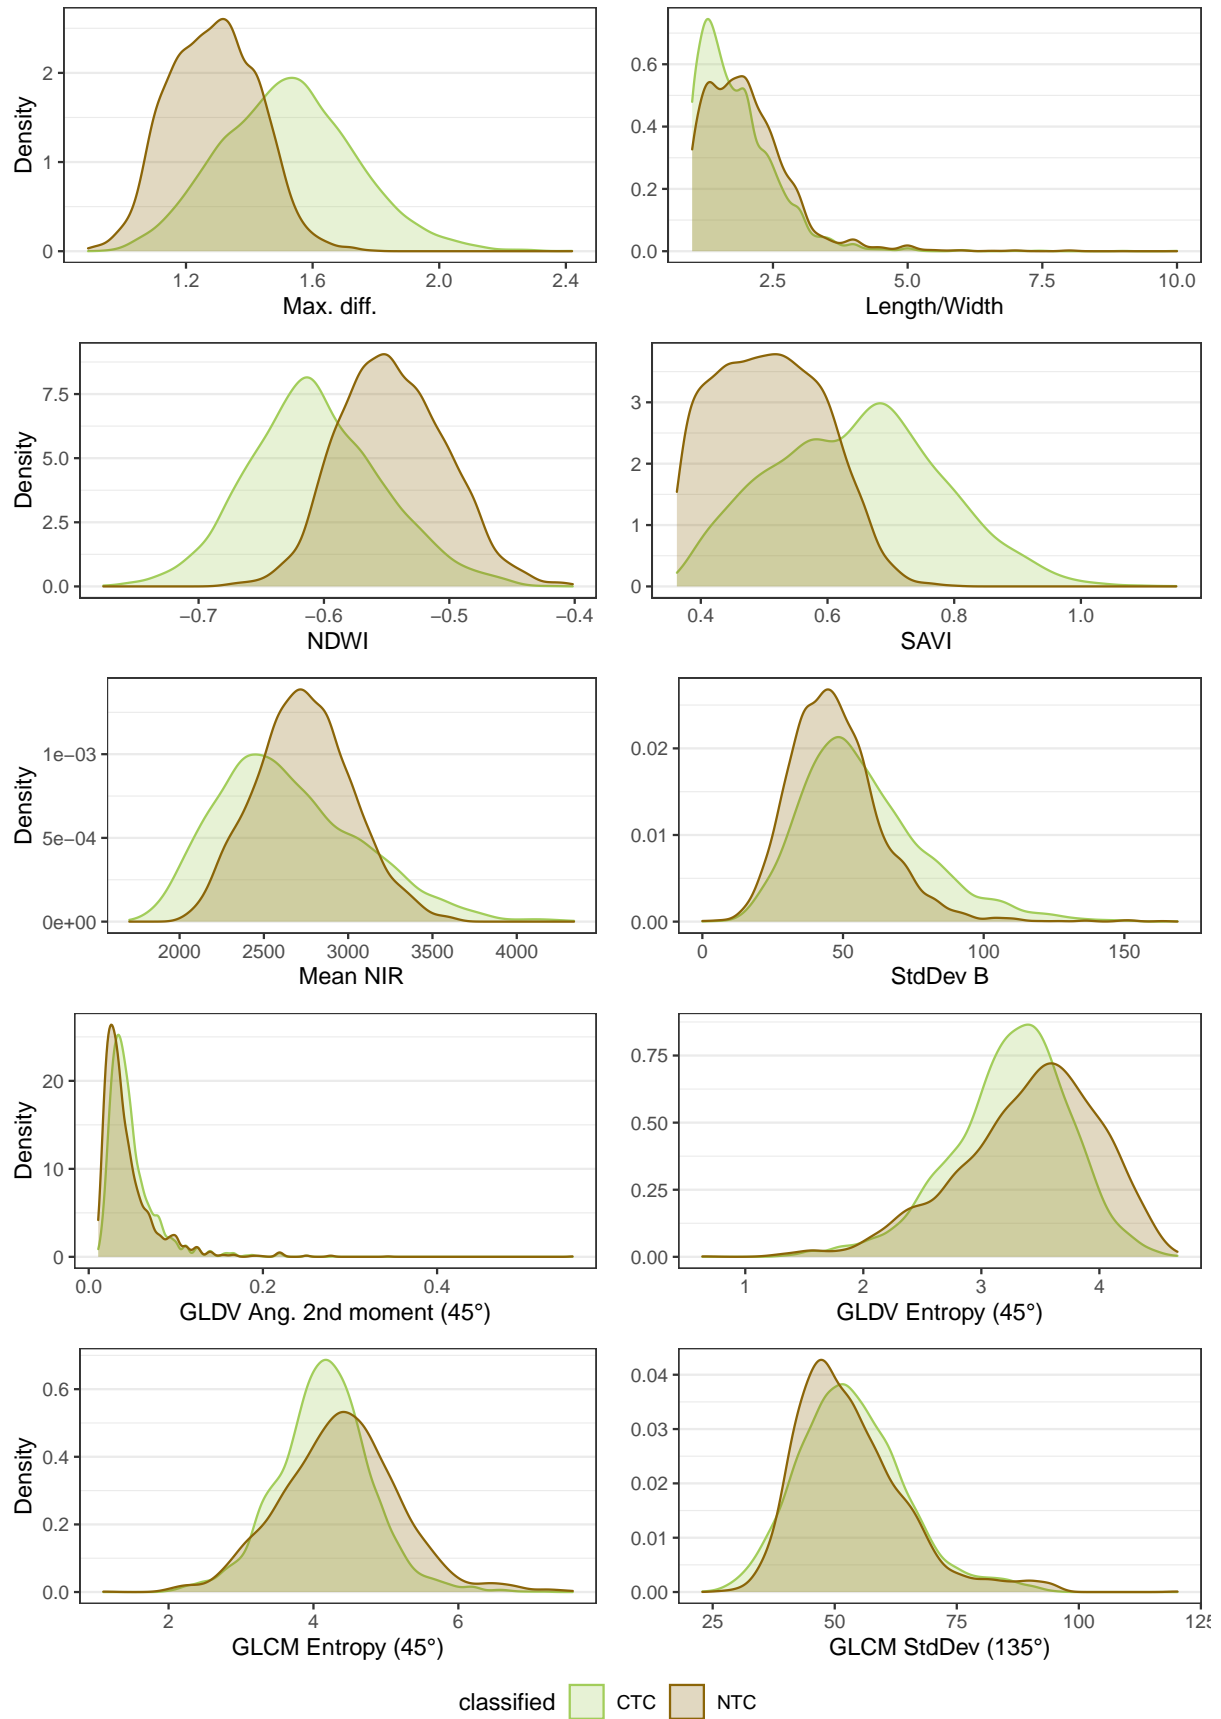 Density
2
1
0
1.2 1.6 2.0 2.4
Max. diff.
0.6
0.4
0.2
0.0
2.5 5.0 7.5 10.0
Length/Width
Density
7.5
5.0
2.5
0.0
−0.7 −0.6 −0.5 −0.4
NDWI
3
2
1
0
0.4 0.6 0.8 1.0
SAVI
Density
1e−03
5e−04
0e+00
2000 2500 3000 3500 4000
Mean NIR
0.02
0.01
0.00
0 50 100 150
StdDev B
Density
20
10
0
0.0 0.2 0.4
GLDV Ang. 2nd moment (45°)
0.75
0.50
0.25
0.00
1 2 3 4
GLDV Entropy (45°)
Density
0.6
0.4
0.2
0.0
2 4 6
GLCM Entropy (45°)
0.04
0.03
0.02
0.01
0.00
25 50 75 100 125
GLCM StdDev (135°)
classified CTC NTC